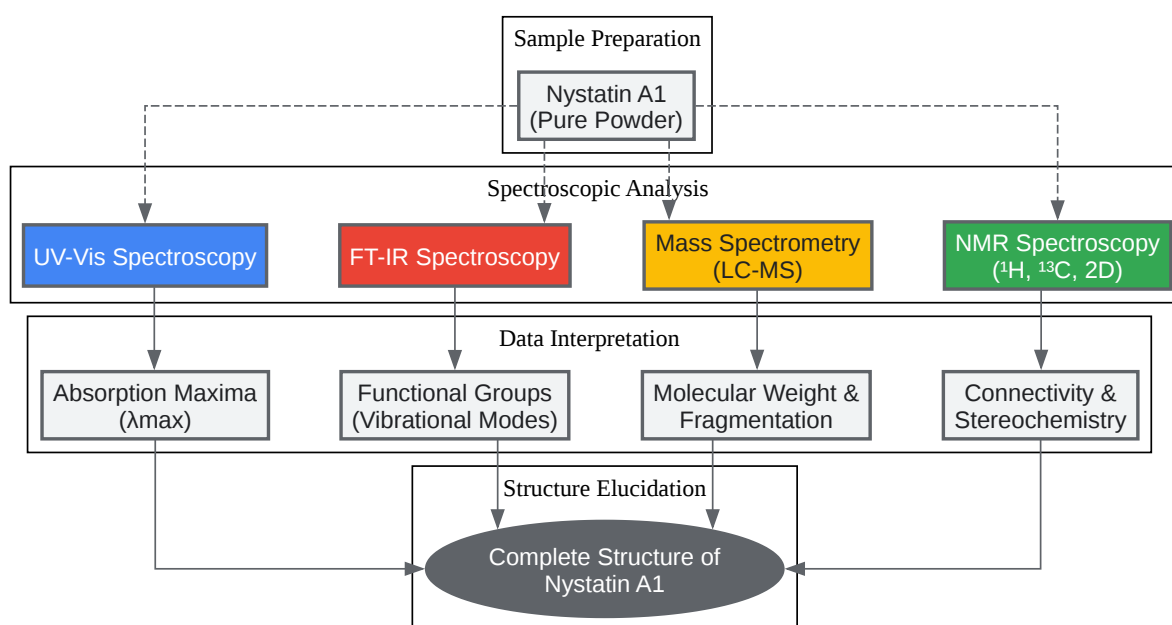 Sample Preparation
Nystatin A1
(Pure Powder)
Spectroscopic Analysis
UV-Vis Spectroscopy
FT-IR Spectroscopy
Mass Spectrometry
(LC-MS)
NMR Spectroscopy
(¹H, ¹³C, 2D)
Data Interpretation
Absorption Maxima
(λmax)
Functional Groups
(Vibrational Modes)
Molecular Weight &
Fragmentation
Connectivity &
Stereochemistry
Structure Elucidation
Complete Structure of
Nystatin A1